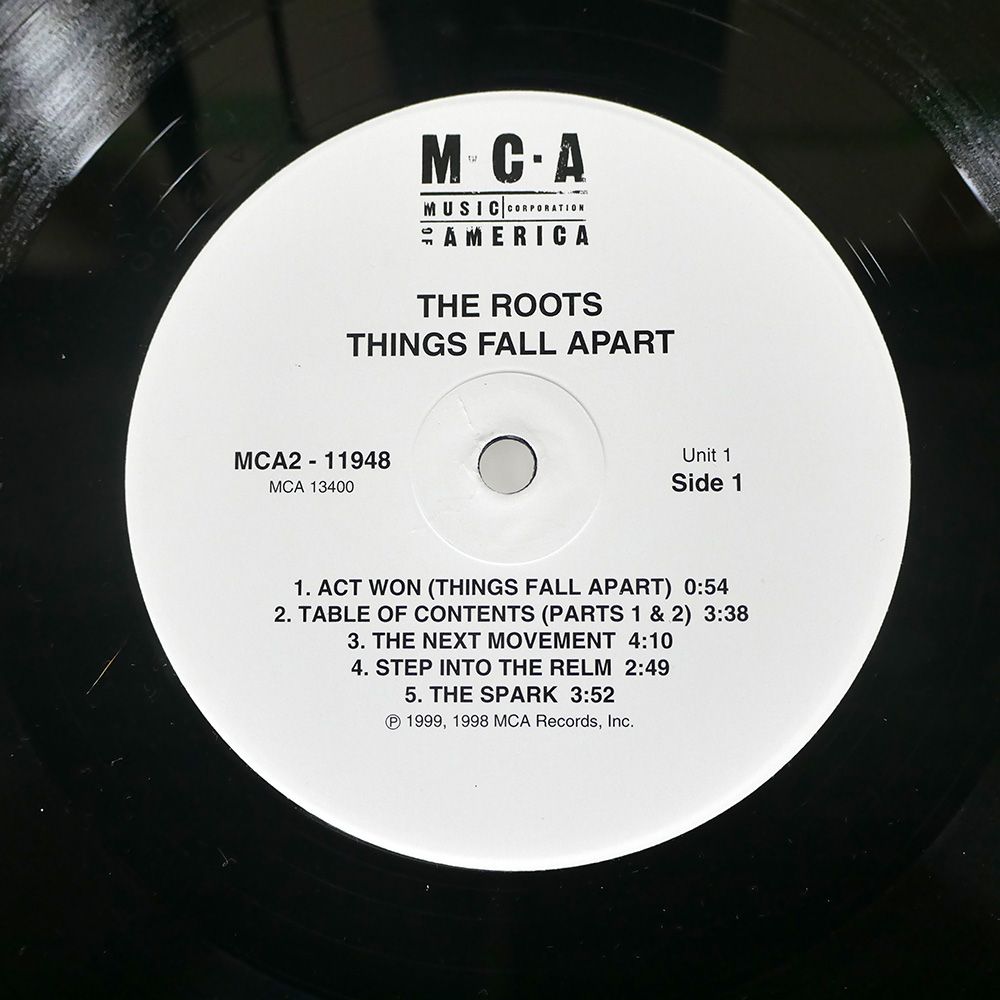 M·C·A
MUSIC CORPORATION
OF AMERICA
THE ROOTS
THINGS FALL APART
MCA2 - 11948
MCA 13400
Unit 1
Side 1
1. ACT WON (THINGS FALL APART) 0:54
2. TABLE OF CONTENTS (PARTS 1 & 2) 3:38
3. THE NEXT MOVEMENT 4:10
4. STEP INTO THE RELM 2:49
5. THE SPARK 3:52
℗ 1999, 1998 MCA Records, Inc.